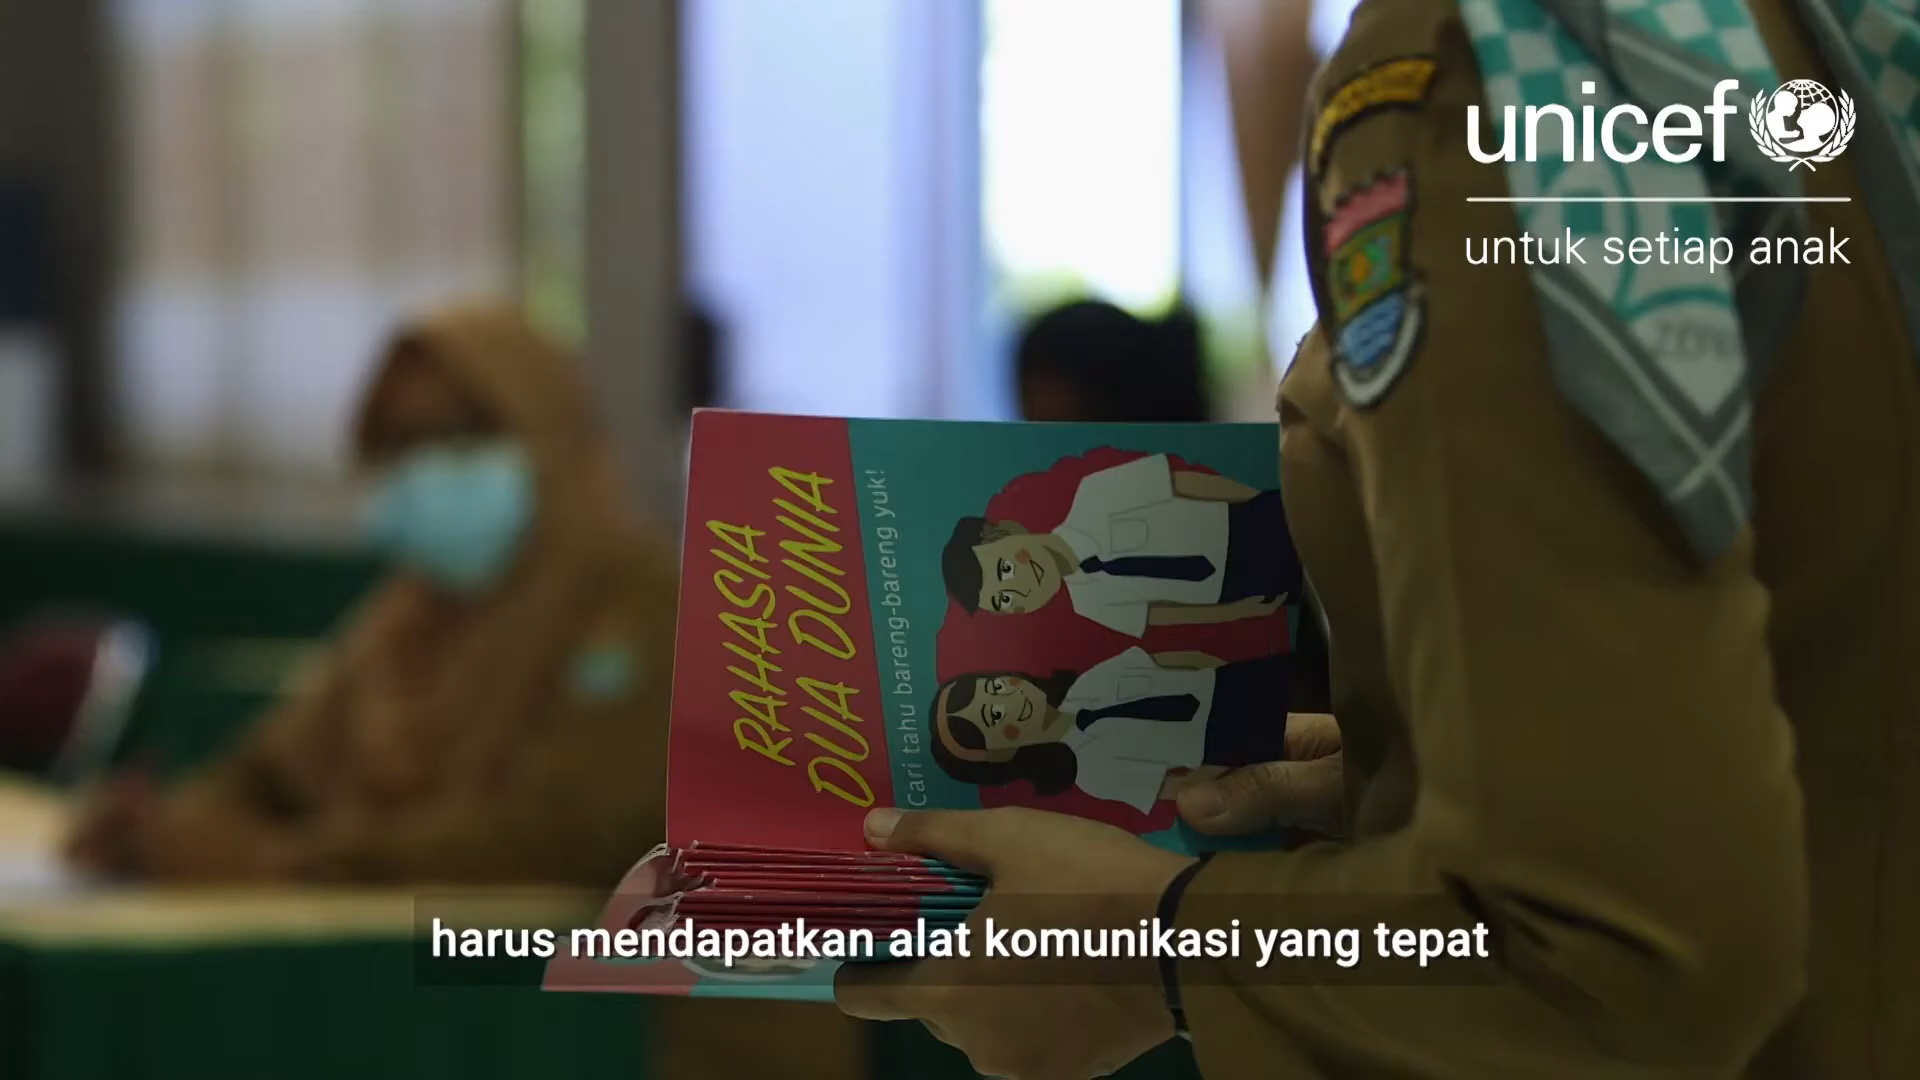 unicef
untuk setiap anak
RAHASIA
DUA DUNIA
Cari tahu bareng-bareng yuk!
harus mendapatkan alat komunikasi yang tepat